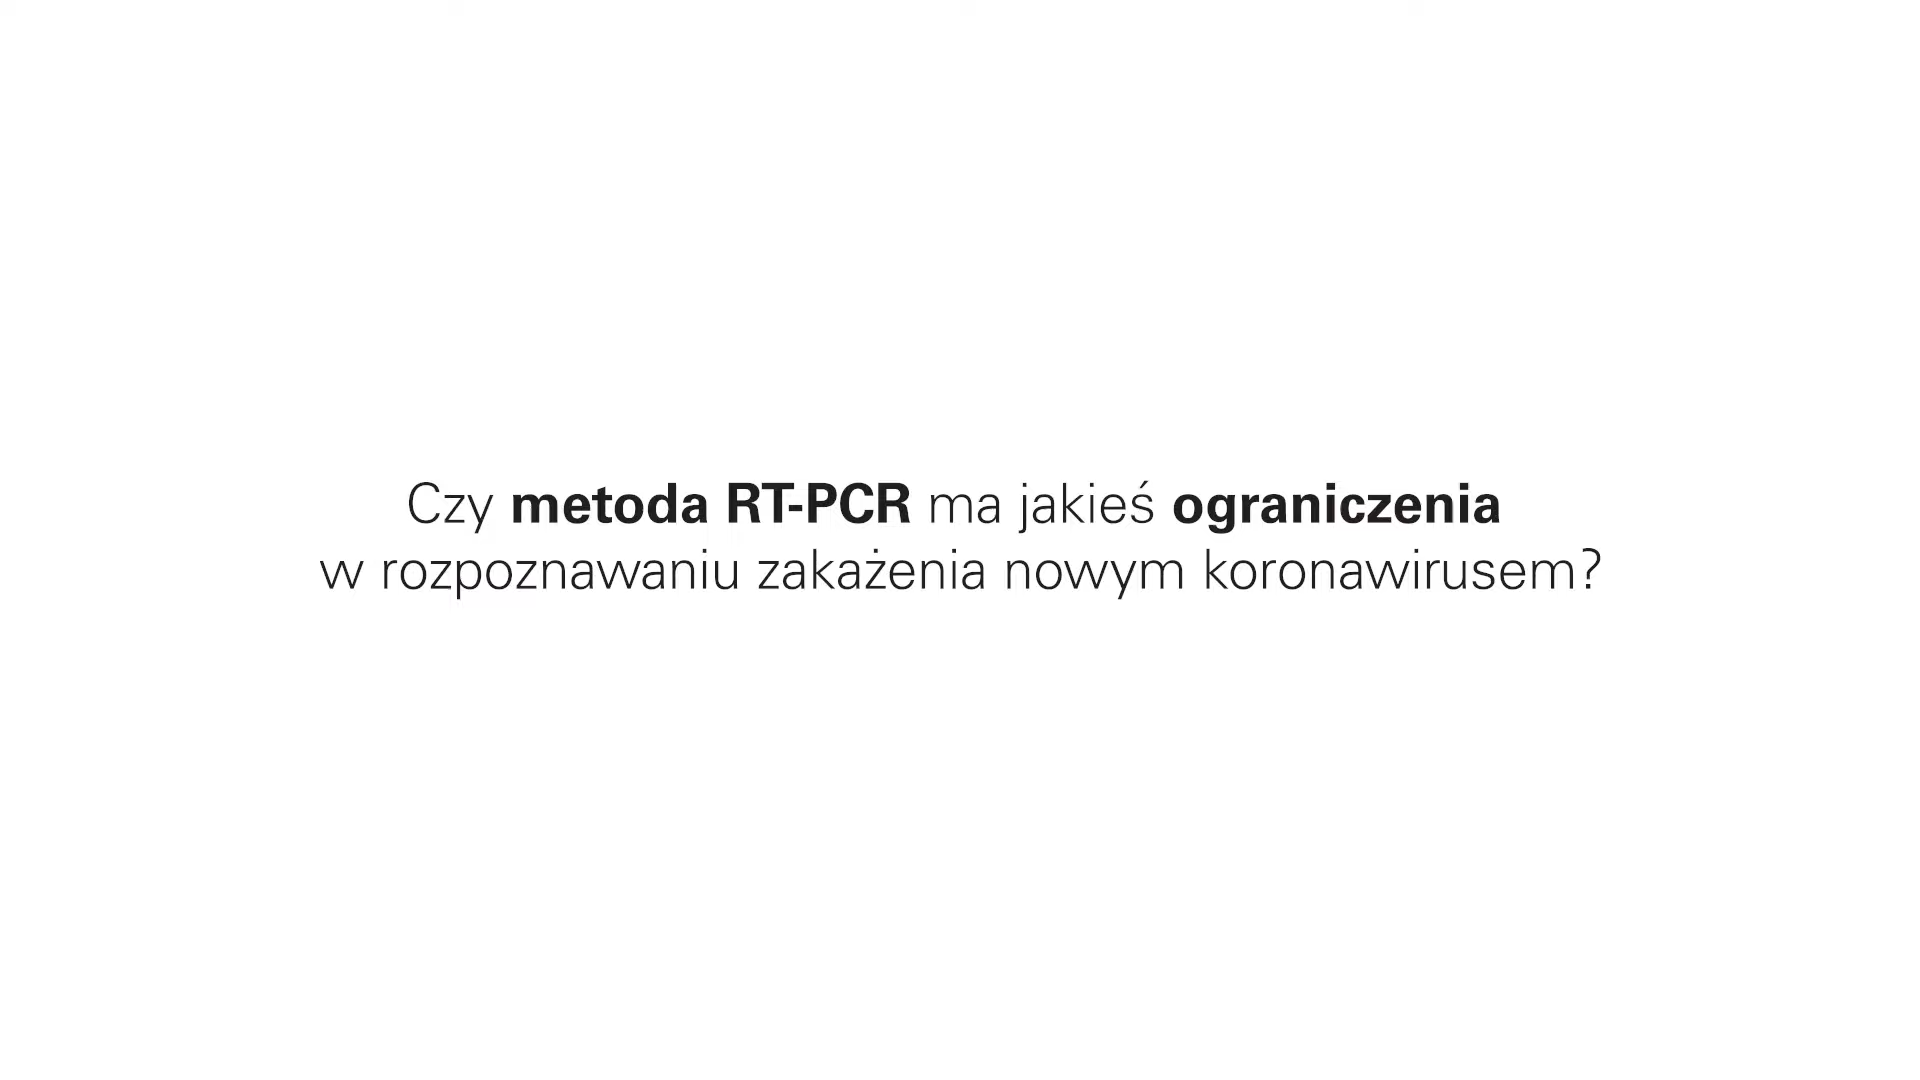 Czy metoda RT-PCR ma jakieś ograniczenia
w rozpoznawaniu zakażenia nowym koronawirusem?